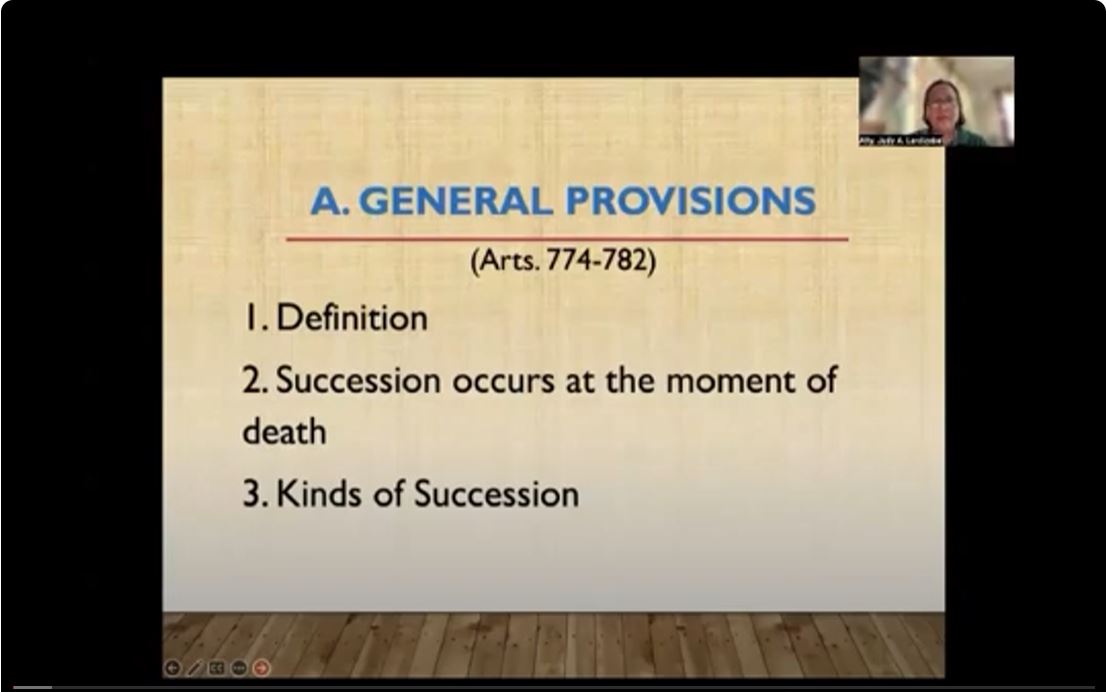 A. GENERAL PROVISIONS
(Arts. 774-782)
1. Definition
2. Succession occurs at the moment of
death
3. Kinds of Succession
Atty. Judy A. Lardizabal
CC